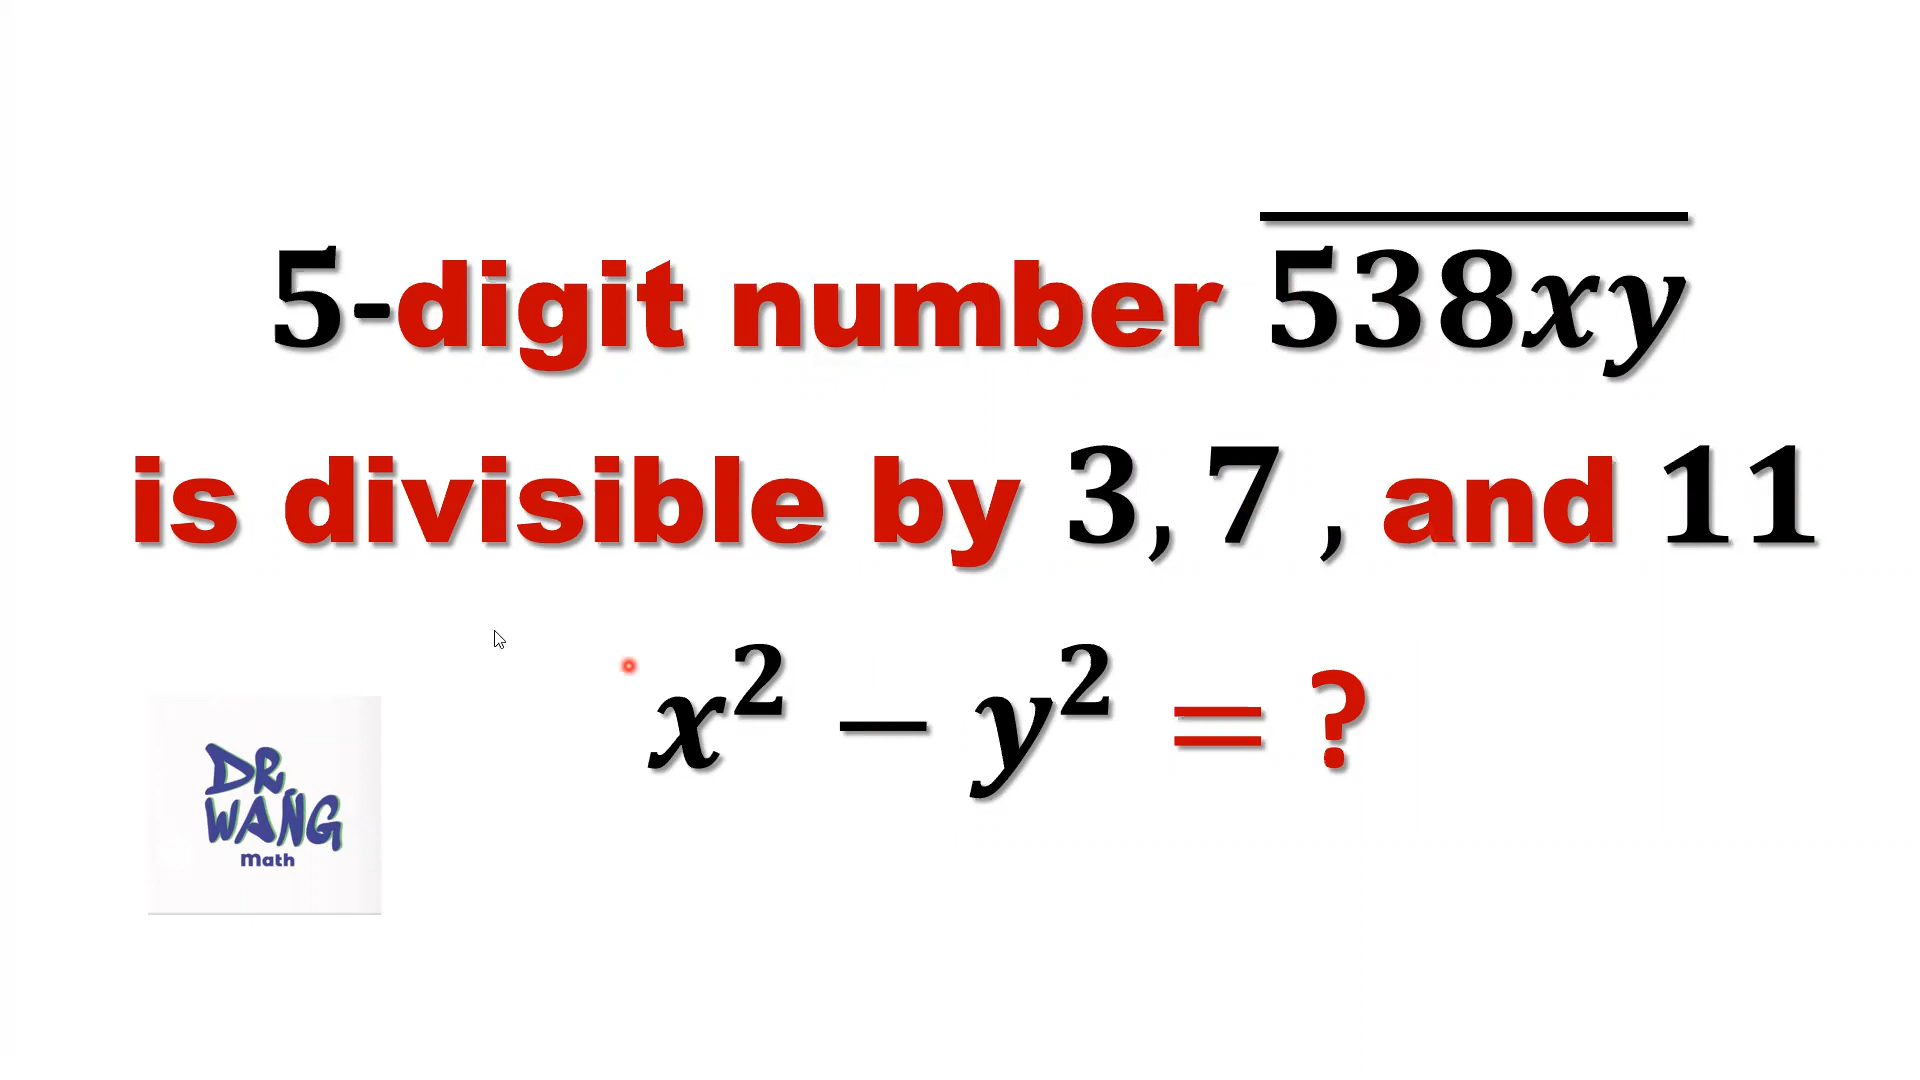 5-digit number 538xy
is divisible by 3, 7 , and 11
x² − y² = ?
DR
WANG
Math